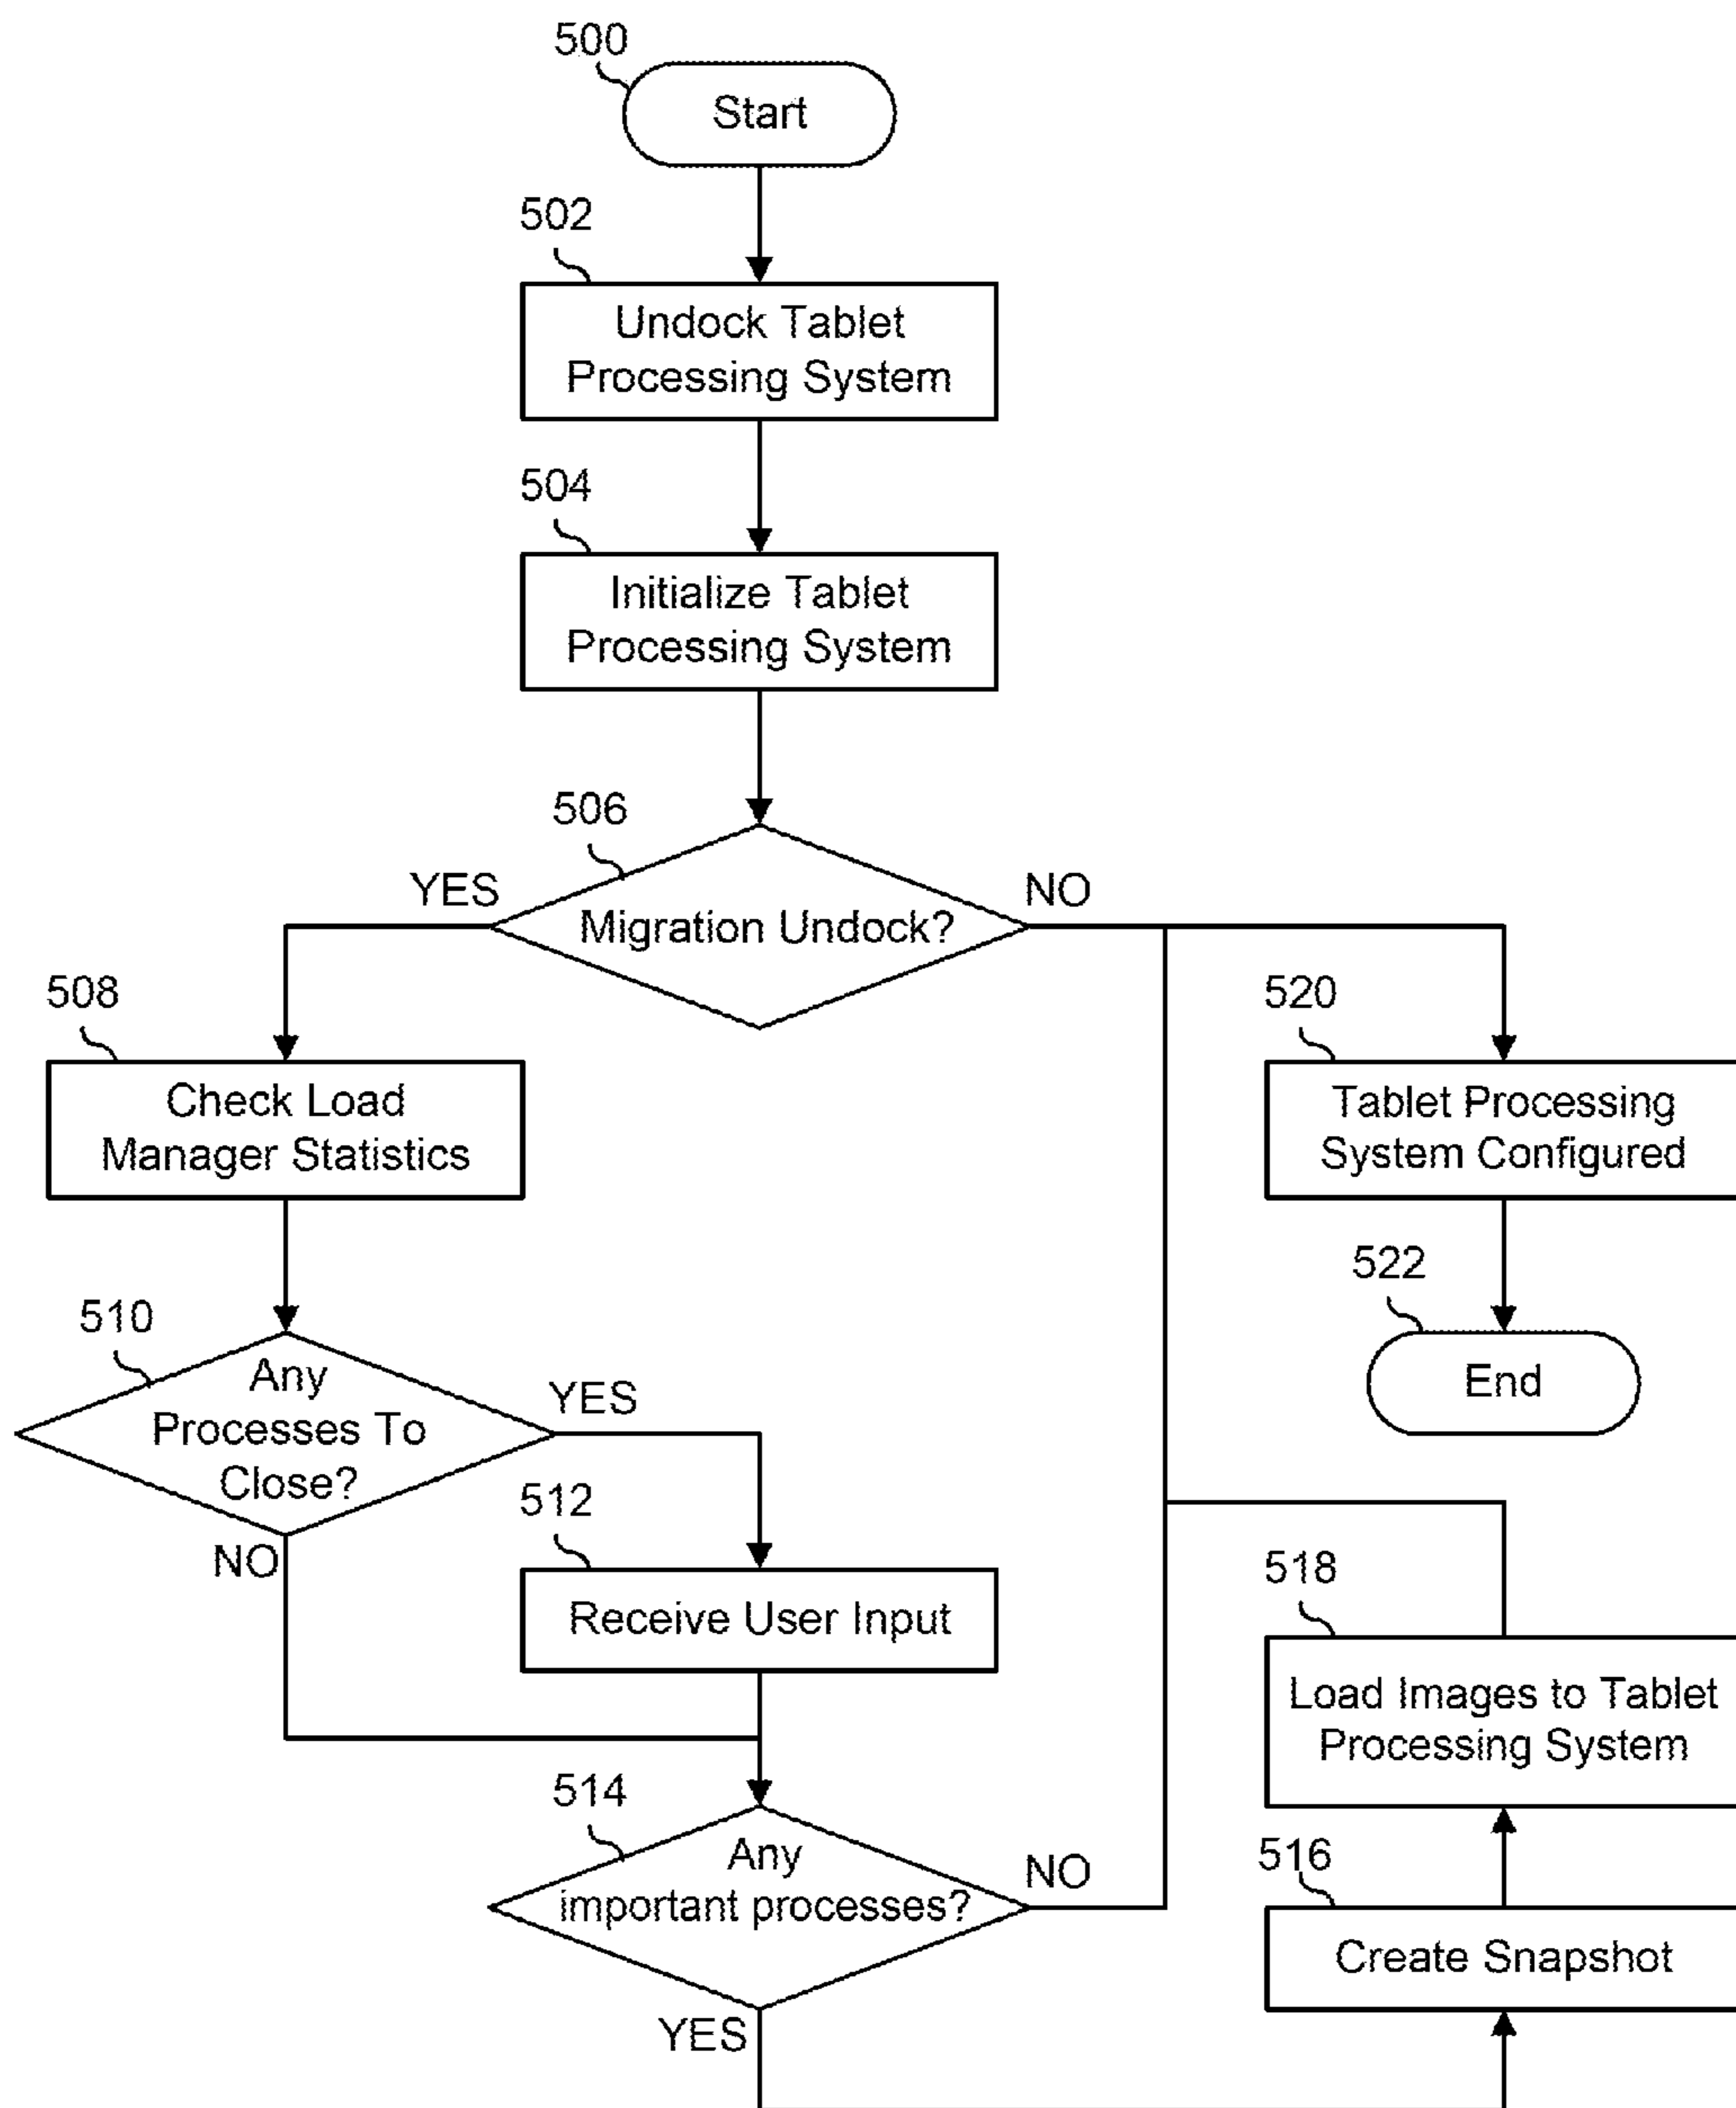 500
Start
502
Undock Tablet
Processing System
504
Initialize Tablet
Processing System
506
YES
NO
Migration Undock?
508
Check Load
Manager Statistics
520
Tablet Processing
System Configured
510
Any
Processes To
Close?
YES
NO
522
End
512
Receive User Input
514
Any
important processes?
NO
YES
518
Load Images to Tablet
Processing System
516
Create Snapshot